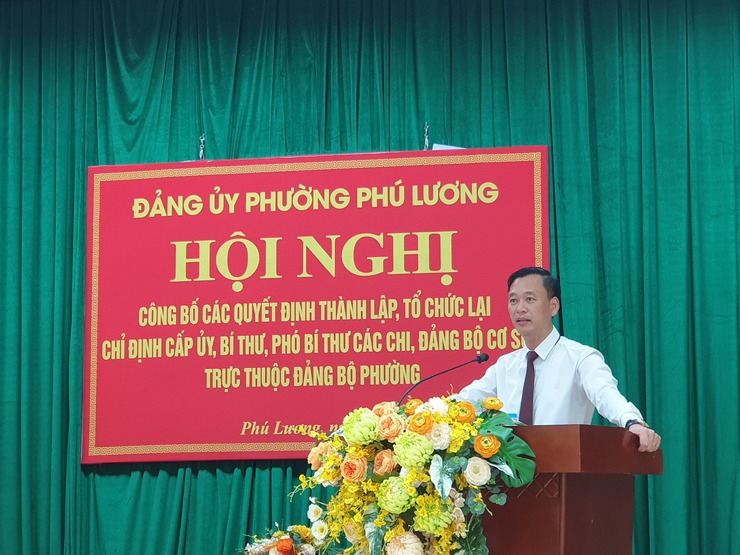 ĐẢNG ỦY PHƯỜNG PHÚ LƯƠNG
HỘI NGHỊ
CÔNG BỐ CÁC QUYẾT ĐỊNH THÀNH LẬP, TỔ CHỨC LẠI
CHỈ ĐỊNH CẤP ỦY, BÍ THƯ, PHÓ BÍ THƯ CÁC CHI, ĐẢNG BỘ CƠ
TRỰC THUỘC ĐẢNG BỘ PHƯỜNG
Phú Lương,